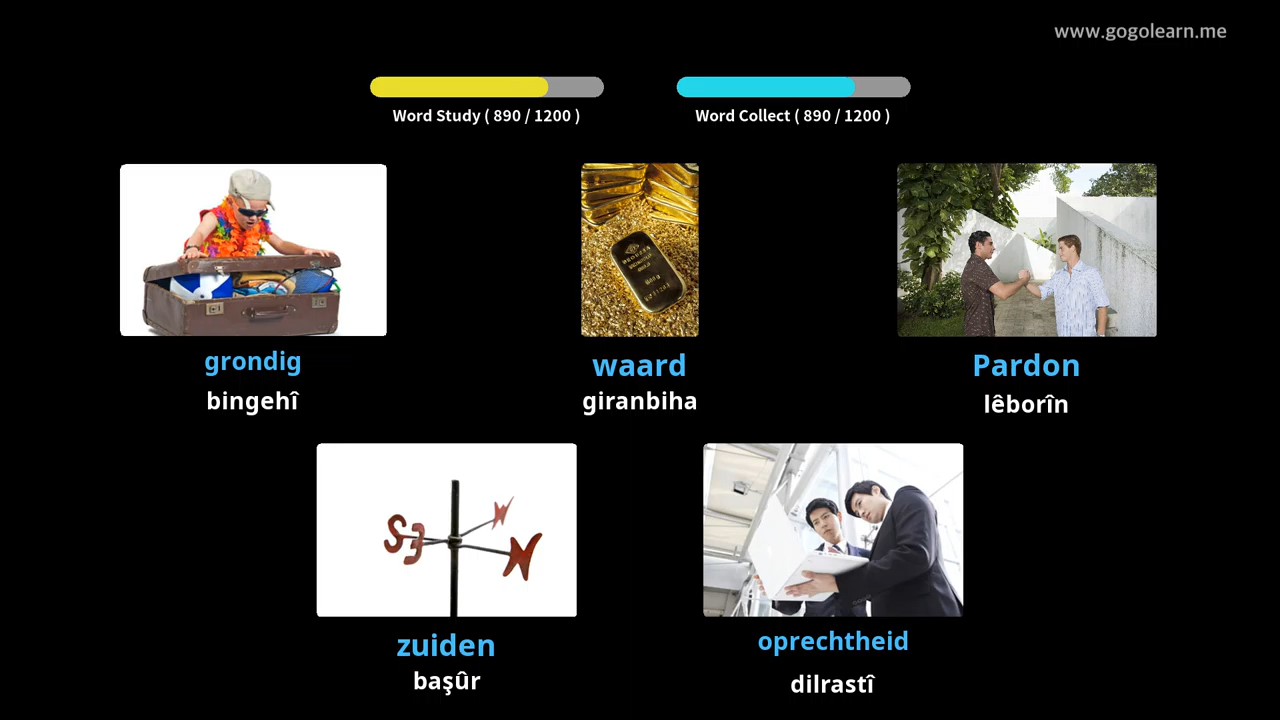 www.gogolearn.me
Word Study ( 890 / 1200 )
Word Collect ( 890 / 1200 )
grondig
waard
Pardon
bingehî
giranbiha
lêborîn
zuiden
oprechtheid
başûr
dilrastî